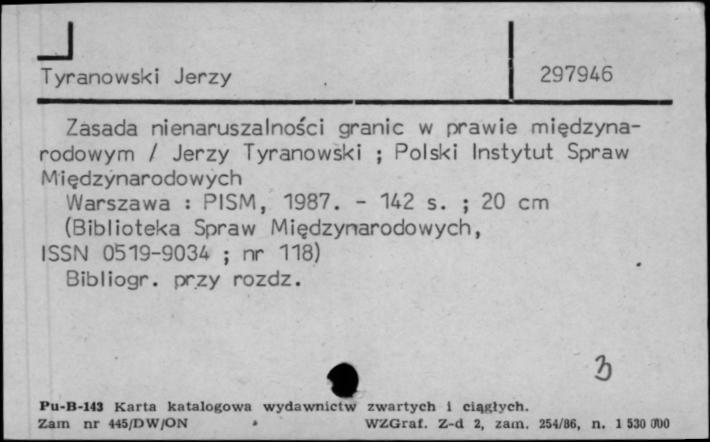 Tyranowski Jerzy 297946
Zasada nienaruszalności granic w prawie międzyna-
rodowym / Jerzy Tyranowski ; Polski Instytut Spraw
Międzynarodowych
Warszawa : PISM, 1987. - 142 s. ; 20 cm
(Biblioteka Spraw Międzynarodowych,
ISSN 0519-9034 ; nr 118)
Bibliogr. przy rozdz.
3
Pu-B-143 Karta katalogowa wydawnictw zwartych i ciągłych.
Zam nr 445/DW/ON WZGraf. Z-d 2, zam. 254/86, n. 1 530 000